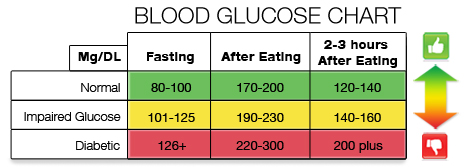 BLOOD GLUCOSE CHART
Mg/DL Fasting After Eating 2-3 hours
After Eating
Normal 80-100 170-200 120-140
Impaired Glucose 101-125 190-230 140-160
Diabetic 126+ 220-300 200 plus